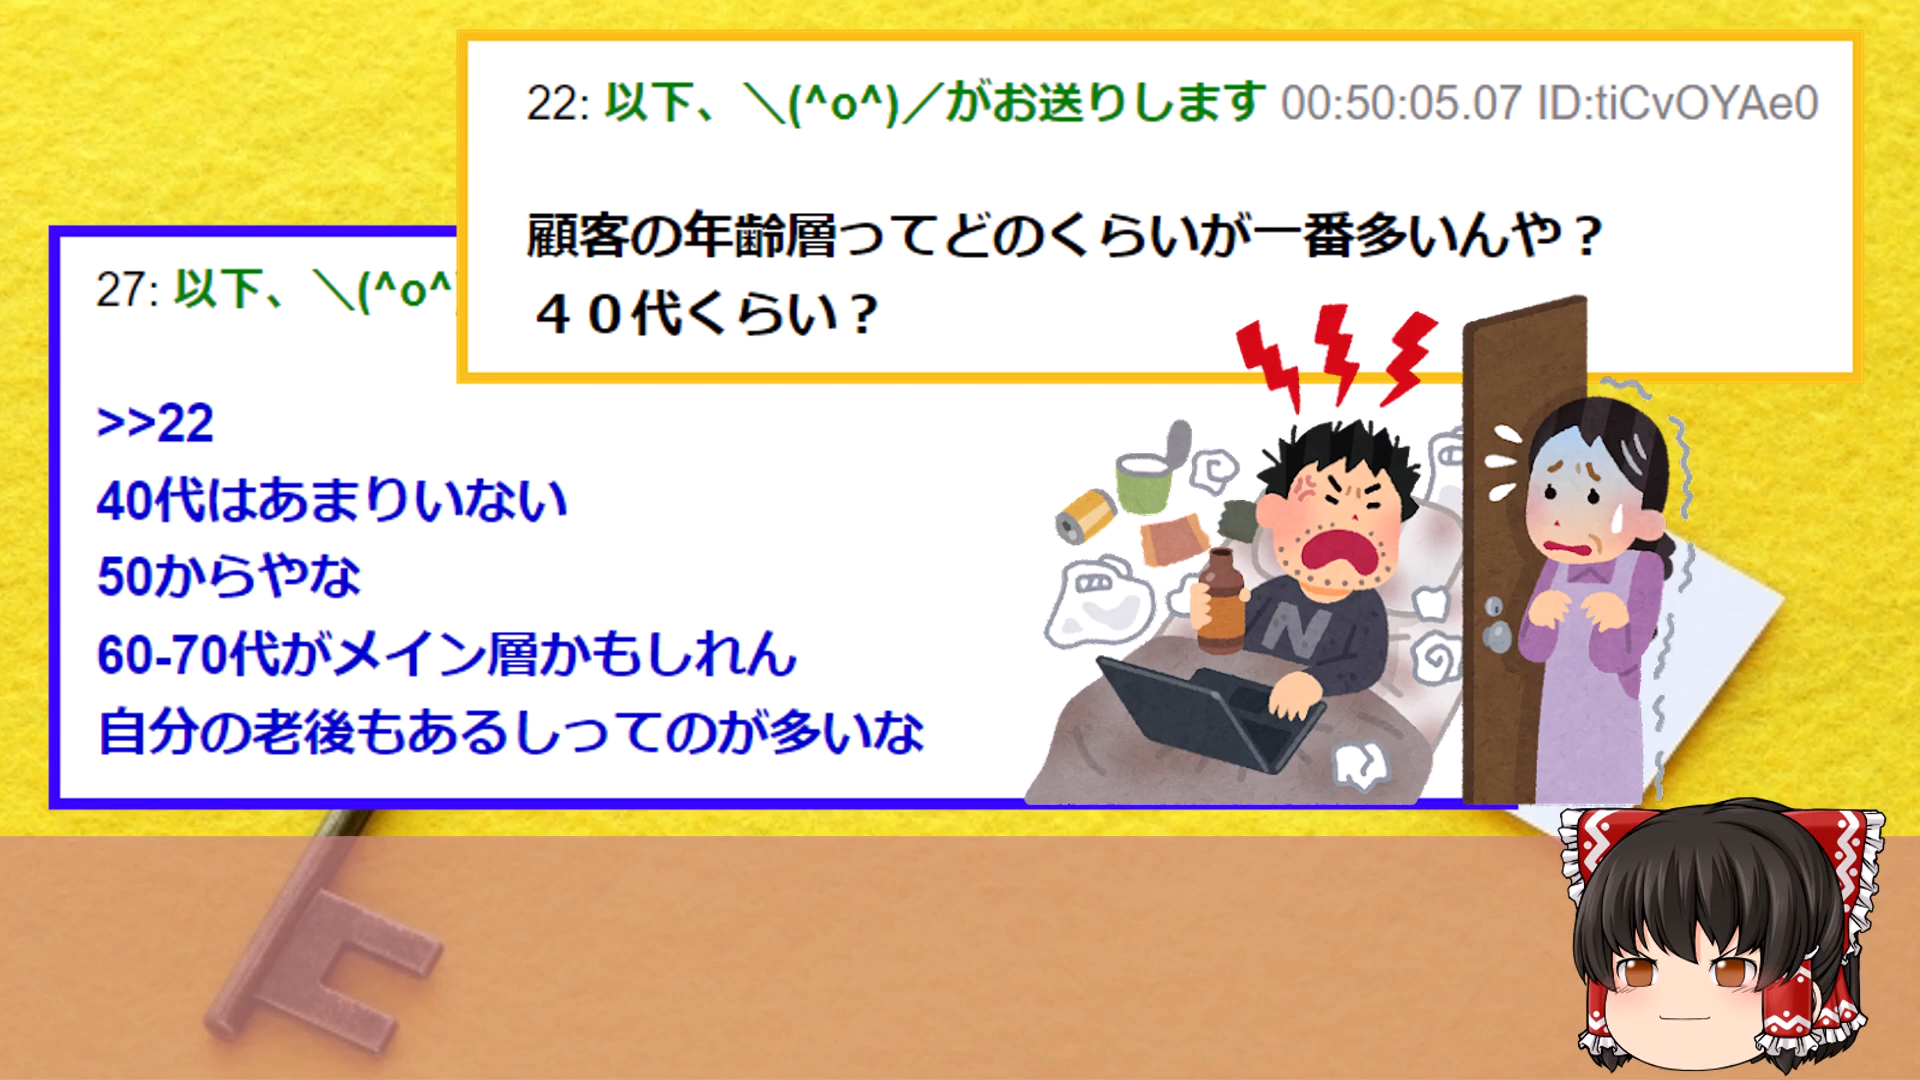 22: 以下、＼(^o^)／がお送りします 00:50:05.07 ID:tiCvOYAe0
顧客の年齢層ってどのくらいが一番多いんや？
４０代くらい？
27: 以下、＼(^o^
>>22
40代はあまりいない
50からやな
60-70代がメイン層かもしれん
自分の老後もあるしってのが多いな
N